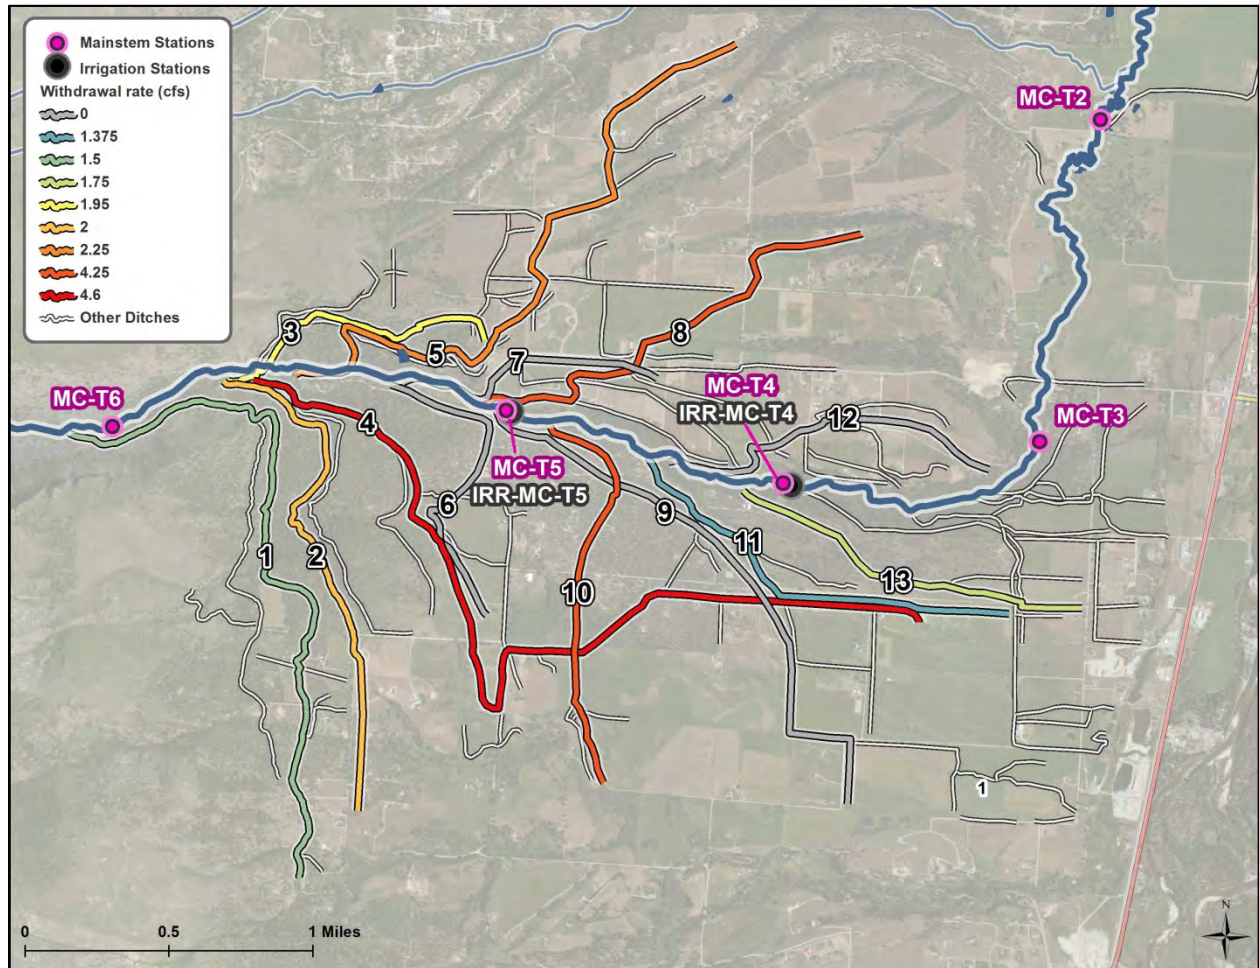 Mainstem Stations
Irrigation Stations
Withdrawal rate (cfs)
0
1.375
1.5
1.75
1.95
2
2.25
4.25
4.6
Other Ditches
MC-T2
3
5
7
8
MC-T6
4
MC-T4
IRR-MC-T4
12
MC-T3
MC-T5
IRR-MC-T5
6
9
11
1
2
10
13
1
0
0.5
1 Miles
N